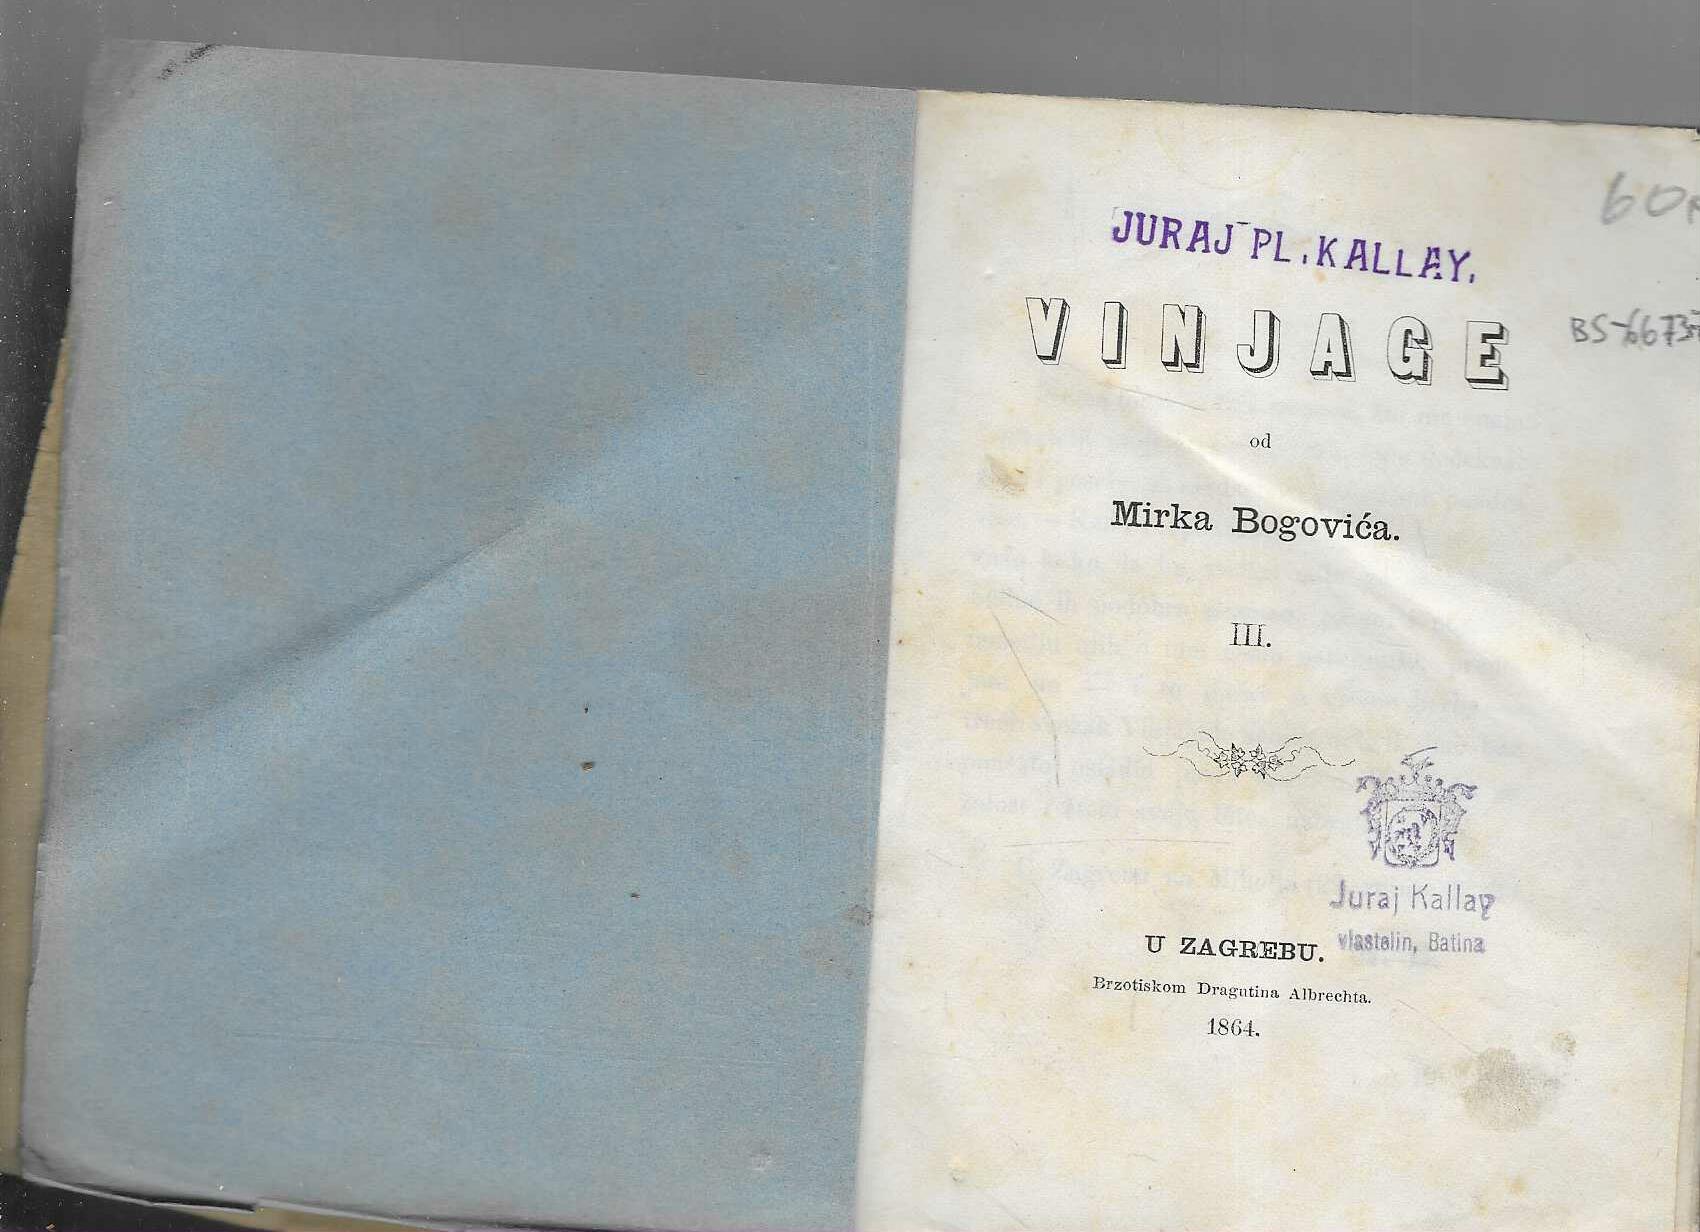 60
JURAJ PL. KALLAY.
VINJAGE
BS-66737
od
Mirka Bogovića.
III.
Juraj Kallay
vlastelin, Batina
U ZAGREBU.
Brzotiskom Dragutina Albrechta.
1864.